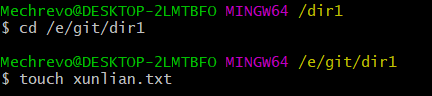 Mechrevo@DESKTOP-2LMTBFO MINGW64 /dir1
$ cd /e/git/dir1
Mechrevo@DESKTOP-2LMTBFO MINGW64 /e/git/dir1
$ touch xunlian.txt